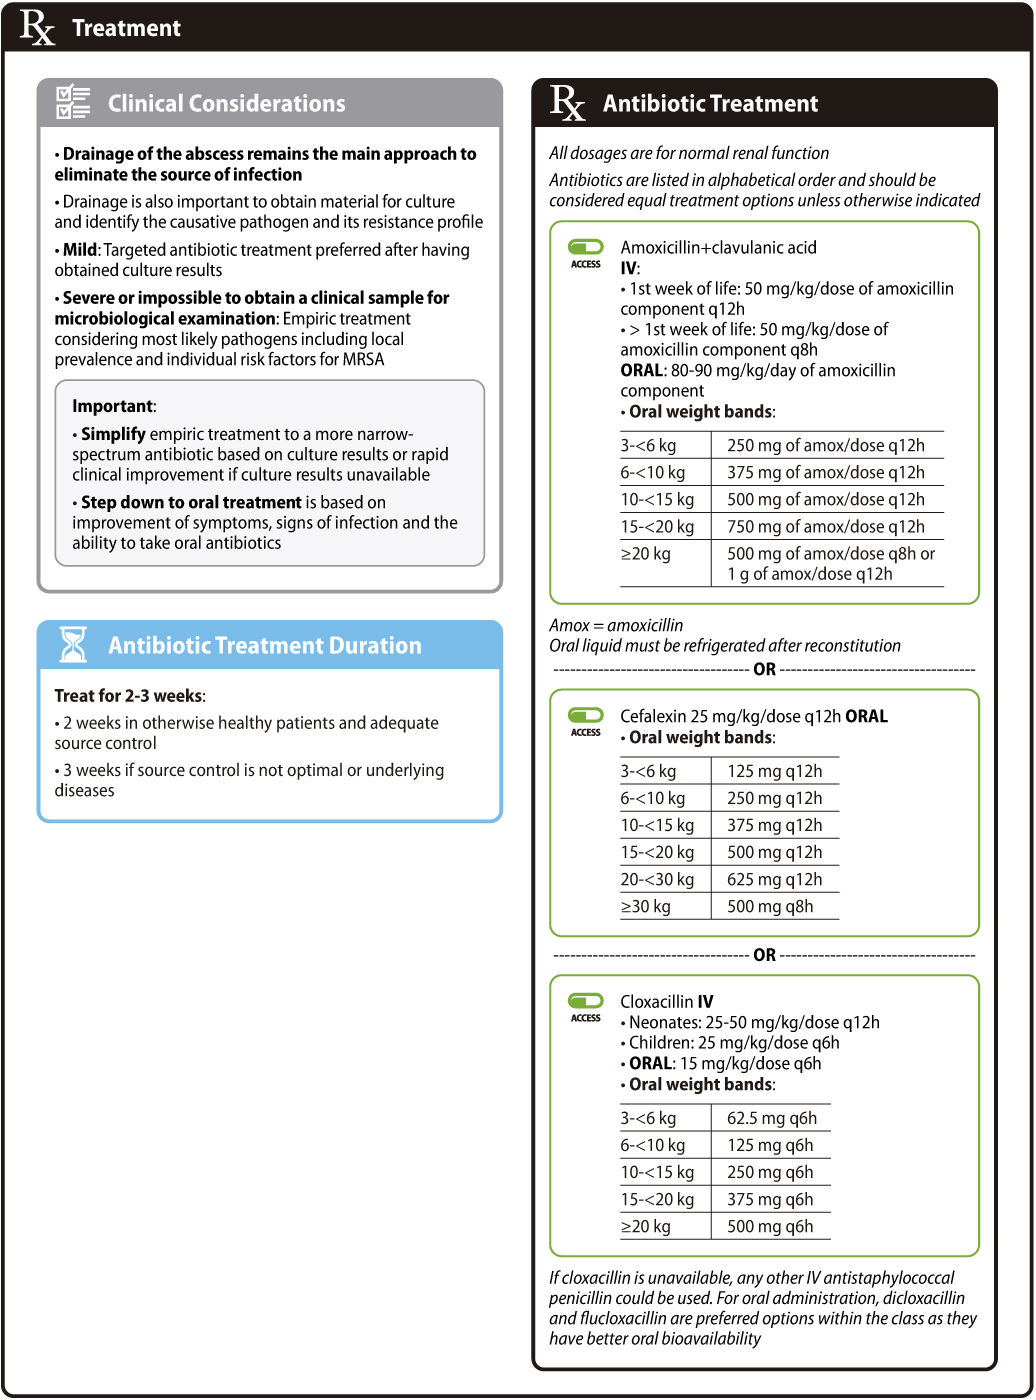 Rx Treatment
Clinical Considerations
• Drainage of the abscess remains the main approach to
eliminate the source of infection
• Drainage is also important to obtain material for culture
and identify the causative pathogen and its resistance profile
• Mild: Targeted antibiotic treatment preferred after having
obtained culture results
• Severe or impossible to obtain a clinical sample for
microbiological examination: Empiric treatment
considering most likely pathogens including local
prevalence and individual risk factors for MRSA
Important:
• Simplify empiric treatment to a more narrow-
spectrum antibiotic based on culture results or rapid
clinical improvement if culture results unavailable
• Step down to oral treatment is based on
improvement of symptoms, signs of infection and the
ability to take oral antibiotics
Antibiotic Treatment Duration
Treat for 2-3 weeks:
• 2 weeks in otherwise healthy patients and adequate
source control
• 3 weeks if source control is not optimal or underlying
diseases
Rx Antibiotic Treatment
All dosages are for normal renal function
Antibiotics are listed in alphabetical order and should be
considered equal treatment options unless otherwise indicated
ACCESS
Amoxicillin+clavulanic acid
IV:
• 1st week of life: 50 mg/kg/dose of amoxicillin
component q12h
• > 1st week of life: 50 mg/kg/dose of
amoxicillin component q8h
ORAL: 80-90 mg/kg/day of amoxicillin
component
• Oral weight bands:
3-<6 kg 250 mg of amox/dose q12h
6-<10 kg 375 mg of amox/dose q12h
10-<15 kg 500 mg of amox/dose q12h
15-<20 kg 750 mg of amox/dose q12h
≥20 kg 500 mg of amox/dose q8h or
1 g of amox/dose q12h
Amox = amoxicillin
Oral liquid must be refrigerated after reconstitution
OR
ACCESS
Cefalexin 25 mg/kg/dose q12h ORAL
• Oral weight bands:
3-<6 kg 125 mg q12h
6-<10 kg 250 mg q12h
10-<15 kg 375 mg q12h
15-<20 kg 500 mg q12h
20-<30 kg 625 mg q12h
≥30 kg 500 mg q8h
OR
ACCESS
Cloxacillin IV
• Neonates: 25-50 mg/kg/dose q12h
• Children: 25 mg/kg/dose q6h
• ORAL: 15 mg/kg/dose q6h
• Oral weight bands:
3-<6 kg 62.5 mg q6h
6-<10 kg 125 mg q6h
10-<15 kg 250 mg q6h
15-<20 kg 375 mg q6h
≥20 kg 500 mg q6h
If cloxacillin is unavailable, any other IV antistaphylococcal
penicillin could be used. For oral administration, dicloxacillin
and flucloxacillin are preferred options within the class as they
have better oral bioavailability